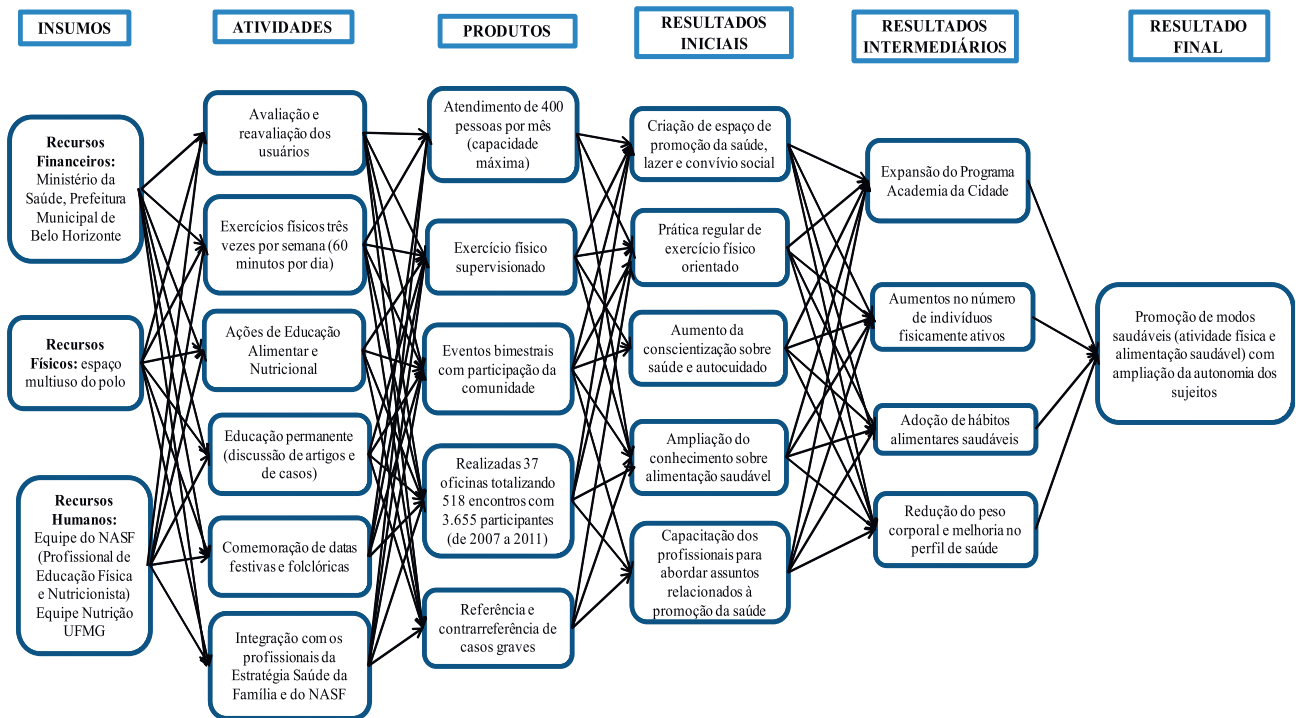 INSUMOS
ATIVIDADES
PRODUTOS
RESULTADOS
INICIAIS
RESULTADOS
INTERMEDIÁRIOS
RESULTADO
FINAL
Recursos
Financeiros:
Ministério da
Saúde, Prefeitura
Municipal de
Belo Horizonte
Recursos
Físicos: espaço
multiuso do polo
Recursos
Humanos:
Equipe do NASF
(Profissional de
Educação Física
e Nutricionista)
Equipe Nutrição
UFMG
Avaliação e
reavaliação dos
usuários
Exercícios físicos três
vezes por semana (60
minutos por dia)
Ações de Educação
Alimentar e
Nutricional
Educação permanente
(discussão de artigos e
de casos)
Comemoração de datas
festivas e folclóricas
Integração com os
profissionais da
Estratégia Saúde da
Família e do NASF
Atendimento de 400
pessoas por mês
(capacidade
máxima)
Exercício físico
supervisionado
Eventos bimestrais
com participação da
comunidade
Realizadas 37
oficinas totalizando
518 encontros com
3.655 participantes
(de 2007 a 2011)
Referência e
contrarreferência de
casos graves
Criação de espaço de
promoção da saúde,
lazer e convívio social
Prática regular de
exercício físico
orientado
Aumento da
conscientização sobre
saúde e autocuidado
Ampliação do
conhecimento sobre
alimentação saudável
Capacitação dos
profissionais para
abordar assuntos
relacionados à
promoção da saúde
Expansão do Programa
Academia da Cidade
Aumentos no número
de indivíduos
fisicamente ativos
Adoção de hábitos
alimentares saudáveis
Redução do peso
corporal e melhoria no
perfil de saúde
Promoção de modos
saudáveis (atividade física e
alimentação saudável) com
ampliação da autonomia dos
sujeitos